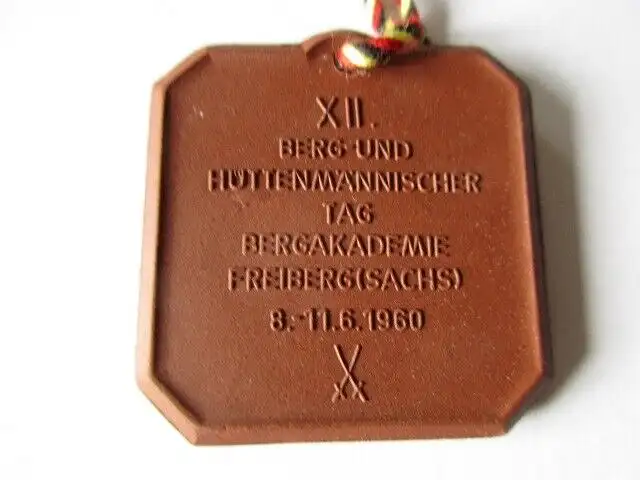 XII.
BERG UND
HÜTTENMÄNNISCHER
TAG
BERGAKADEMIE
FREIBERG(SACHS)
8.-11.6.1960